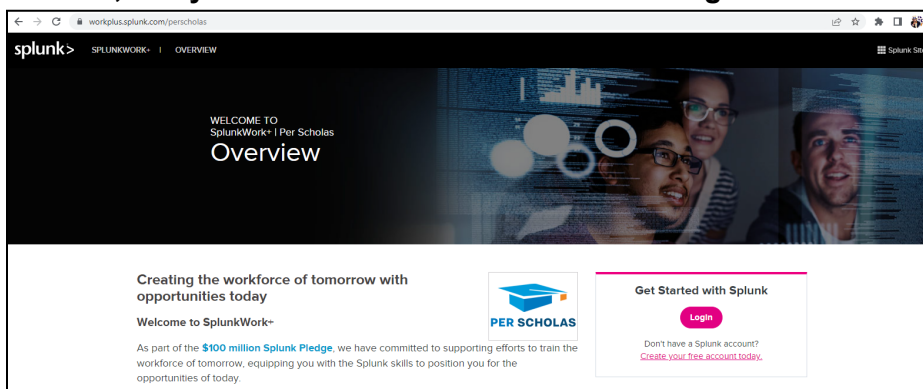 workplus.splunk.com/perscholas
splunk> SPLUNKWORK+ | OVERVIEW
Splunk Site
WELCOME TO
SplunkWork+ | Per Scholas
Overview
Creating the workforce of tomorrow with
opportunities today
Welcome to SplunkWork+
As part of the $100 million Splunk Pledge, we have committed to supporting efforts to train the
workforce of tomorrow, equipping you with the Splunk skills to position you for the
opportunities of today.
PER SCHOLAS
Get Started with Splunk
Login
Don't have a Splunk account?
Create your free account today.